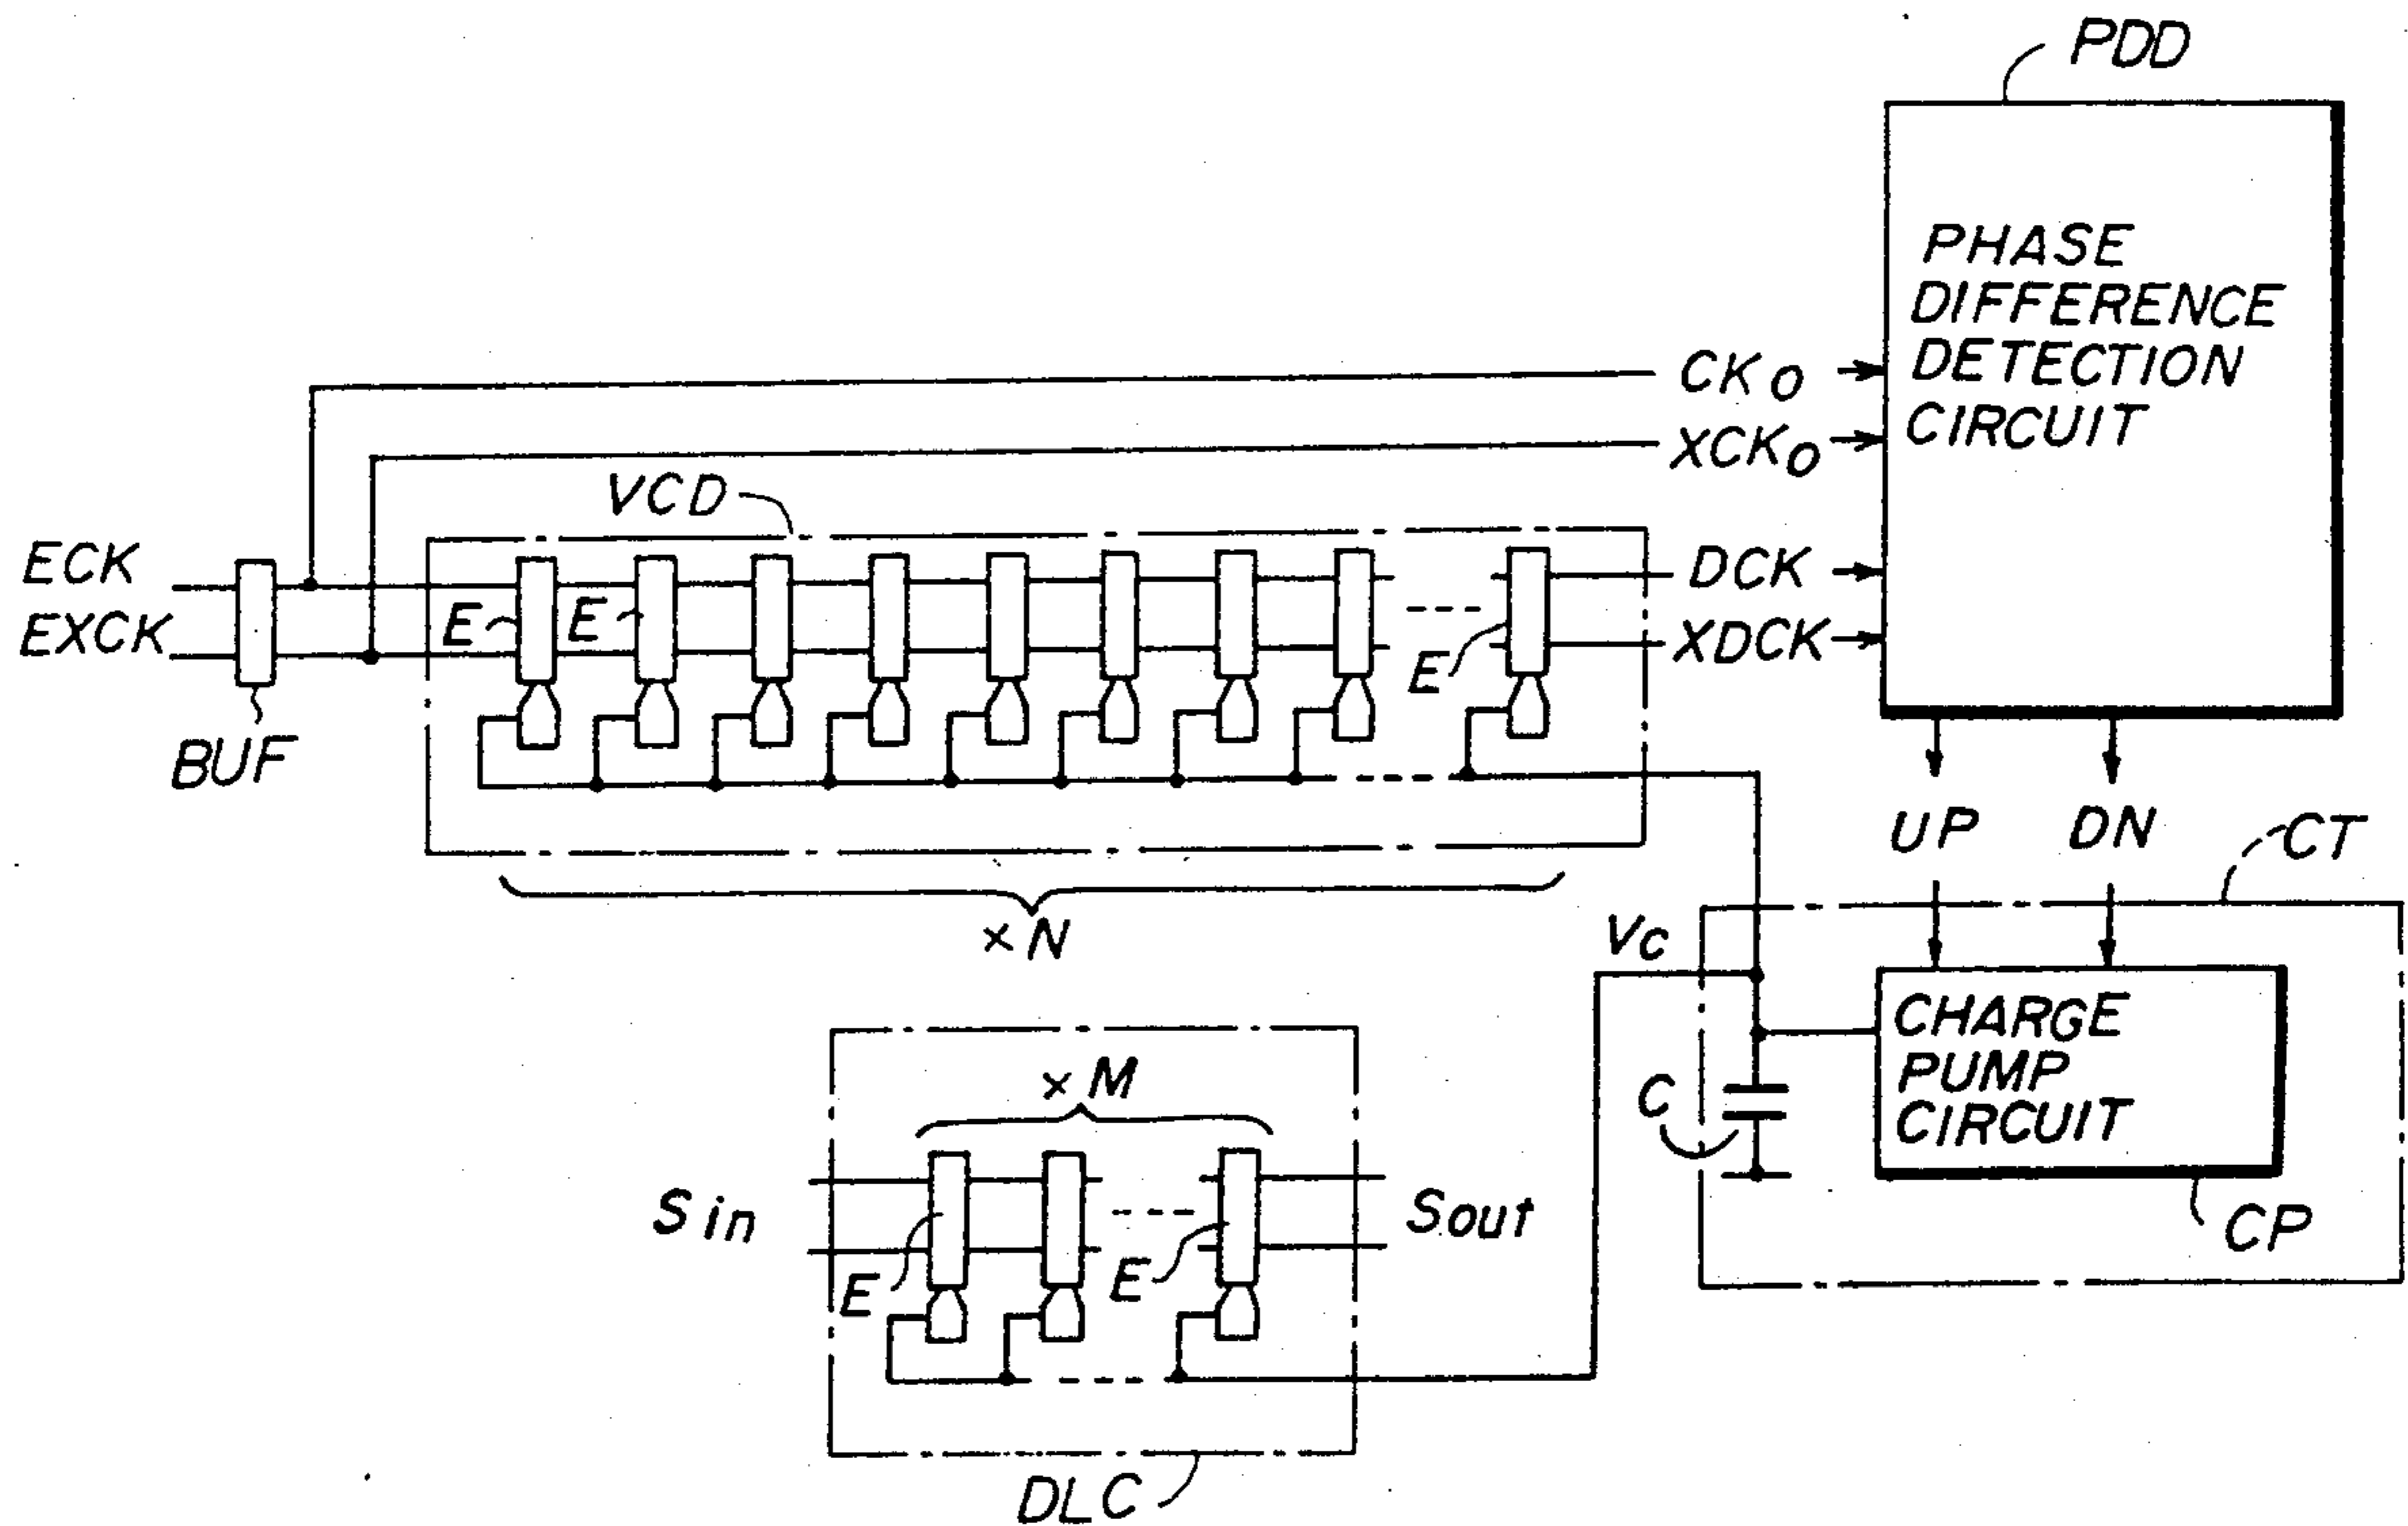 PDD
PHASE
DIFFERENCE
DETECTION
CIRCUIT
CKo
XCKo
VCD
ECK
EXCK
E
E
E
DCK
XDCK
BUF
UP
DN
CT
×N
Vc
CHARGE
PUMP
CIRCUIT
C
×M
Sin
Sout
E
E
CP
DLC